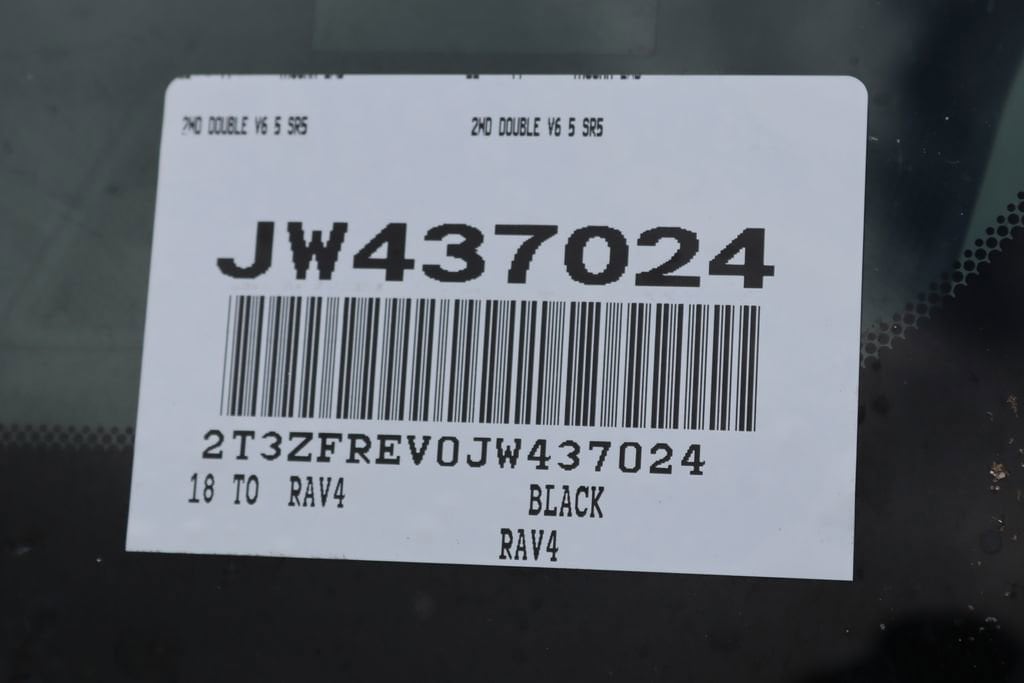 2WD DOUBLE V6 5 SR5 2WD DOUBLE V6 5 SR5
JW437024
2T3ZFREV0JW437024
18 TO RAV4 BLACK
RAV4